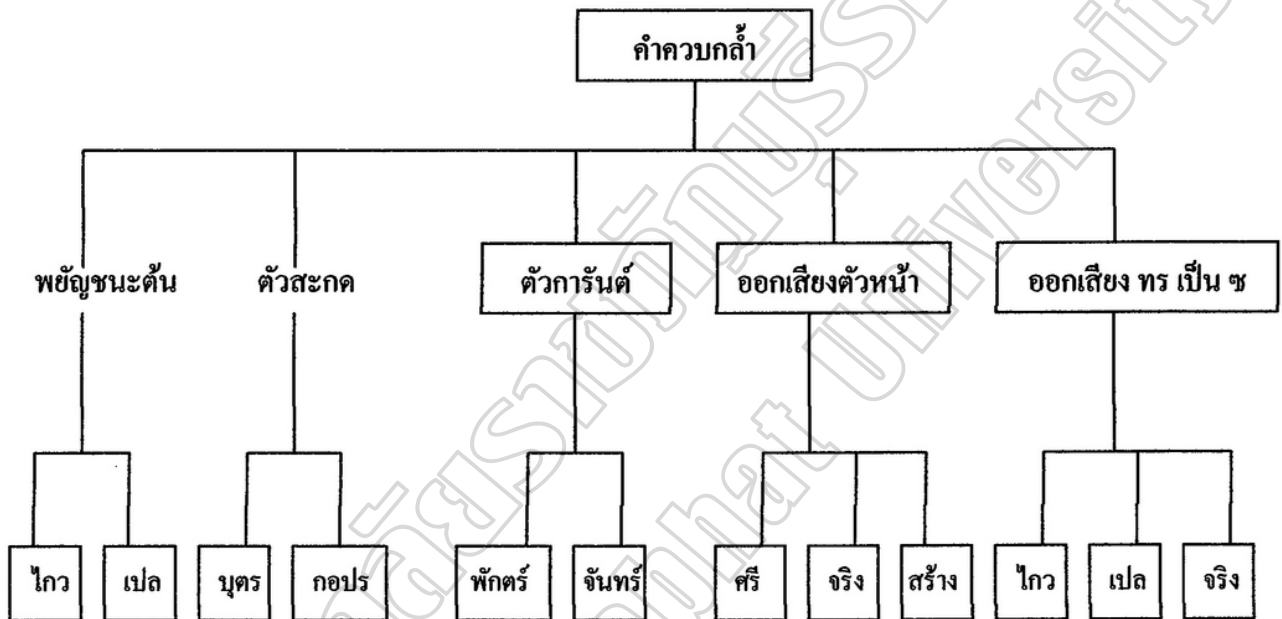 คำควบกล้ำ
พยัญชนะต้น ตัวสะกด ตัวการันต์ ออกเสียงตัวหน้า ออกเสียง ทร เป็น ซ
ไกว เปล บุตร กอปร พักตร์ จันทร์ ศรี จริง สร้าง ไกว เปล จริง